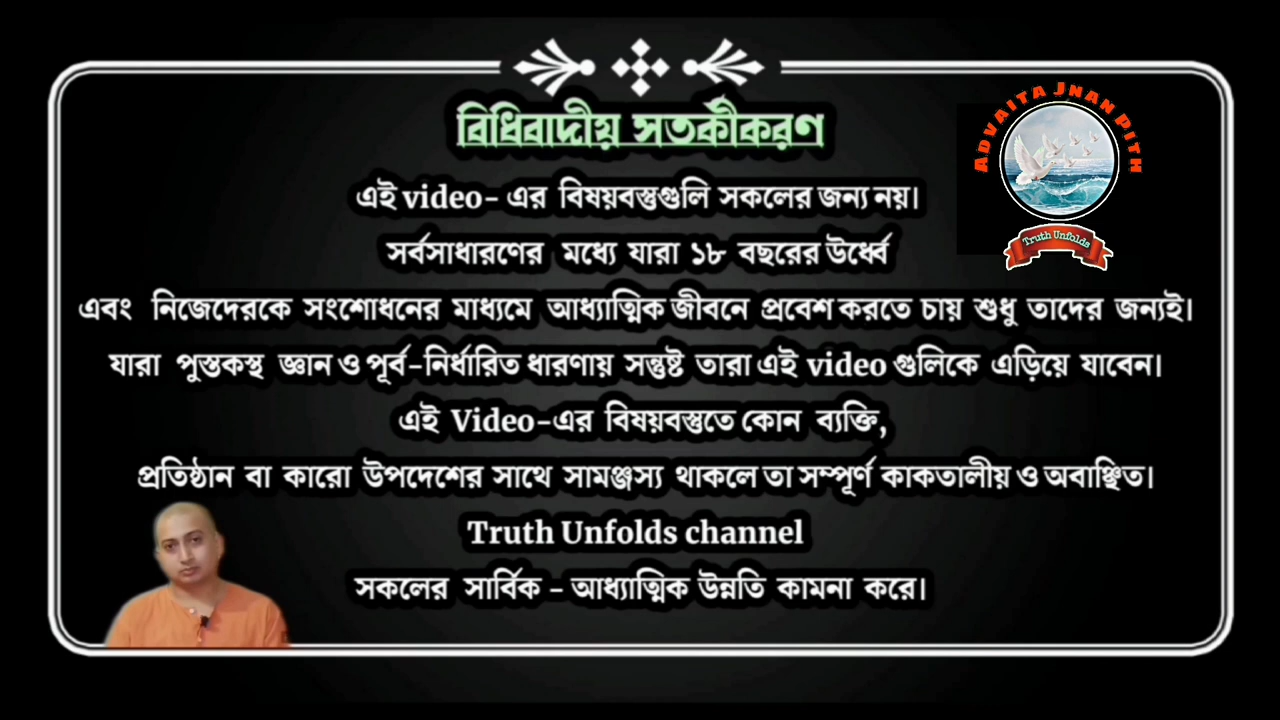 বিধিবাদীয় সতর্কীকরণ
ADVAITA JNAN PITH
Truth Unfolds
এই video- এর বিষয়বস্তুগুলি সকলের জন্য নয়।
সর্বসাধারণের মধ্যে যারা ১৮ বছরের উর্ধ্বে
এবং নিজেদেরকে সংশোধনের মাধ্যমে আধ্যাত্মিক জীবনে প্রবেশ করতে চায় শুধু তাদের জন্যই।
যারা পুস্তকস্থ জ্ঞান ও পূর্ব-নির্ধারিত ধারণায় সন্তুষ্ট তারা এই video গুলিকে এড়িয়ে যাবেন।
এই Video-এর বিষয়বস্তুতে কোন ব্যক্তি,
প্রতিষ্ঠান বা কারো উপদেশের সাথে সামঞ্জস্য থাকলে তা সম্পূর্ণ কাকতালীয় ও অবাঞ্ছিত।
Truth Unfolds channel
সকলের সার্বিক - আধ্যাত্মিক উন্নতি কামনা করে।